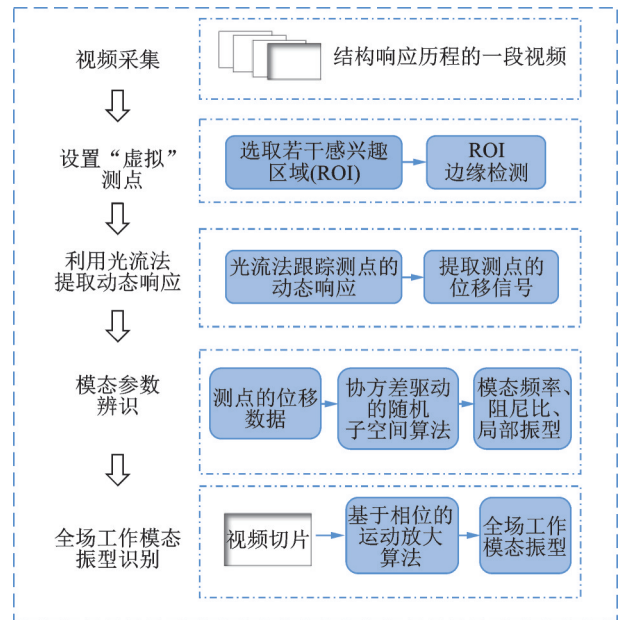 视频采集
结构响应历程的一段视频
设置“虚拟”
测点
选取若干感兴趣
区域(ROI)
ROI
边缘检测
利用光流法
提取动态响应
光流法跟踪测点的
动态响应
提取测点的
位移信号
模态参数
辨识
测点的位移
数据
协方差驱动
的随机
子空间算法
模态频率、
阻尼比、
局部振型
全场工作模态
振型识别
视频切片
基于相位的
运动放大
算法
全场工作
模态振型